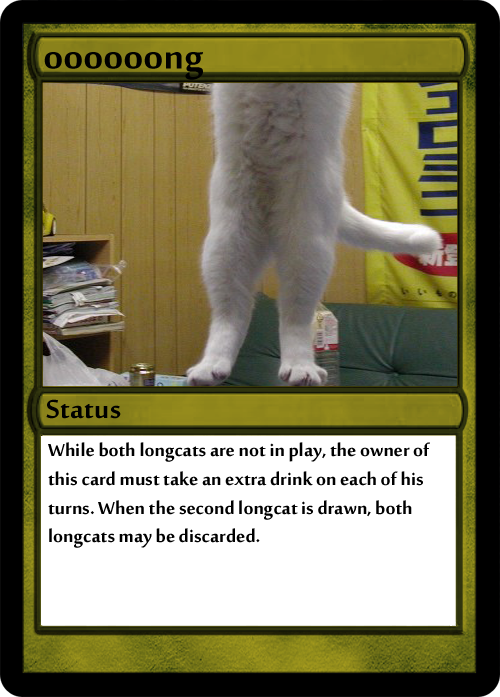 oooooong
Status
While both longcats are not in play, the owner of
this card must take an extra drink on each of his
turns. When the second longcat is drawn, both
longcats may be discarded.